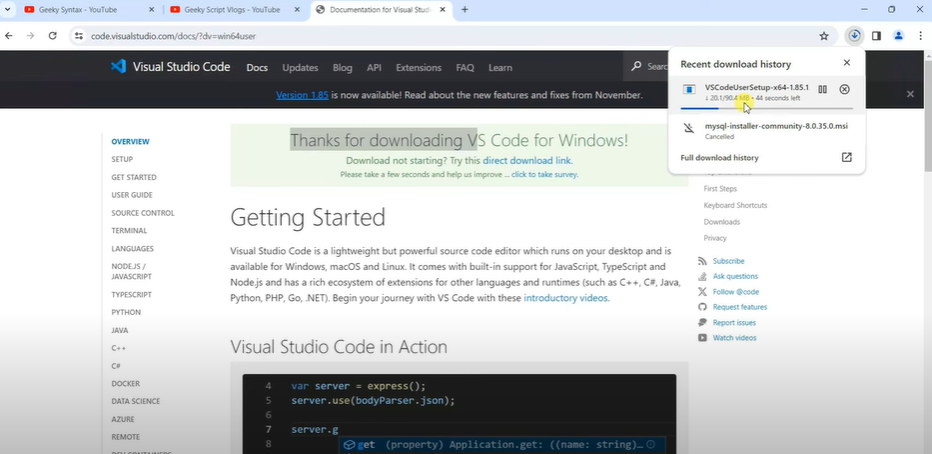 Geeky Syntax - YouTube
Geeky Script Vlogs - YouTube
Documentation for Visual Studio
code.visualstudio.com/docs/?dv=win64user
Visual Studio Code
Docs
Updates
Blog
API
Extensions
FAQ
Learn
Searc
Recent download history
VSCodeUserSetup-x64-1.85.1
↓ 20.1/90.4 MB • 44 seconds left
mysql-installer-community-8.0.35.0.msi
Cancelled
Full download history
Version 1.85 is now available! Read about the new features and fixes from November.
Thanks for downloading VS Code for Windows!
Download not starting? Try this direct download link.
Please take a few seconds and help us improve ... click to take survey.
OVERVIEW
SETUP
GET STARTED
USER GUIDE
SOURCE CONTROL
TERMINAL
LANGUAGES
NODE.JS /
JAVASCRIPT
TYPESCRIPT
PYTHON
JAVA
C++
C#
DOCKER
DATA SCIENCE
AZURE
REMOTE
Getting Started
Visual Studio Code is a lightweight but powerful source code editor which runs on your desktop and is
available for Windows, macOS and Linux. It comes with built-in support for JavaScript, TypeScript and
Node.js and has a rich ecosystem of extensions for other languages and runtimes (such as C++, C#, Java,
Python, PHP, Go, .NET). Begin your journey with VS Code with these introductory videos.
Visual Studio Code in Action
4 var server = express();
5 server.use(bodyParser.json);
6
7 server.g
8 get (property) Application.get: ((name: string)…
First Steps
Keyboard Shortcuts
Downloads
Privacy
Subscribe
Ask questions
Follow @code
Request features
Report issues
Watch videos